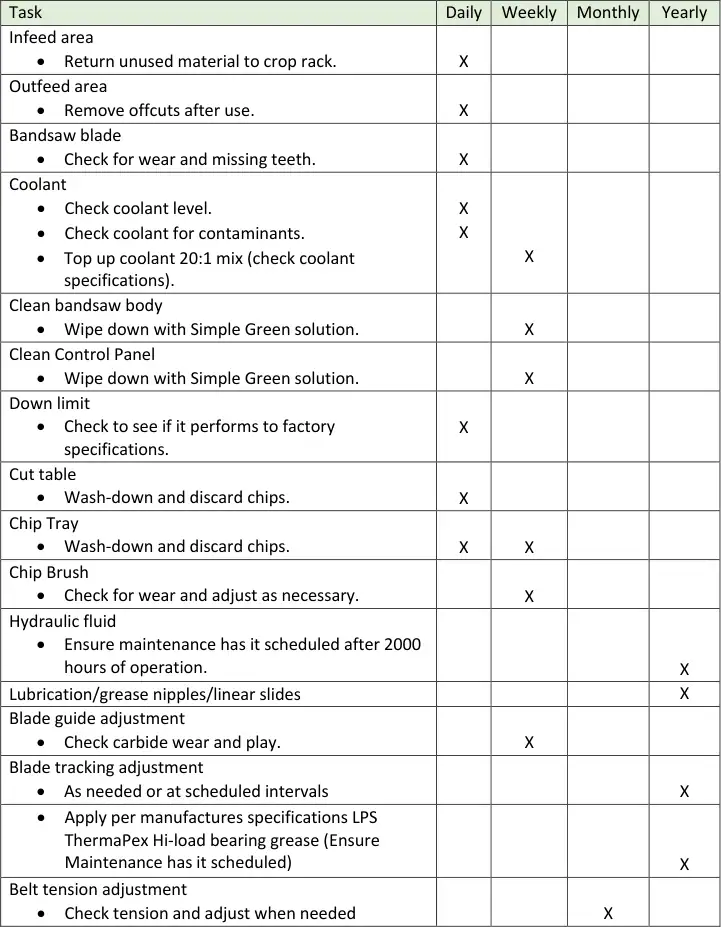 Task Daily Weekly Monthly Yearly
Infeed area
• Return unused material to crop rack. X
Outfeed area
• Remove offcuts after use. X
Bandsaw blade
• Check for wear and missing teeth. X
Coolant
• Check coolant level. X
• Check coolant for contaminants. X
• Top up coolant 20:1 mix (check coolant X
specifications).
Clean bandsaw body
• Wipe down with Simple Green solution. X
Clean Control Panel
• Wipe down with Simple Green solution. X
Down limit
• Check to see if it performs to factory X
specifications.
Cut table
• Wash-down and discard chips. X
Chip Tray
• Wash-down and discard chips. X X
Chip Brush
• Check for wear and adjust as necessary. X
Hydraulic fluid
• Ensure maintenance has it scheduled after 2000
hours of operation. X
Lubrication/grease nipples/linear slides X
Blade guide adjustment
• Check carbide wear and play. X
Blade tracking adjustment
• As needed or at scheduled intervals X
• Apply per manufactures specifications LPS
ThermaPex Hi-load bearing grease (Ensure
Maintenance has it scheduled) X
Belt tension adjustment
• Check tension and adjust when needed X